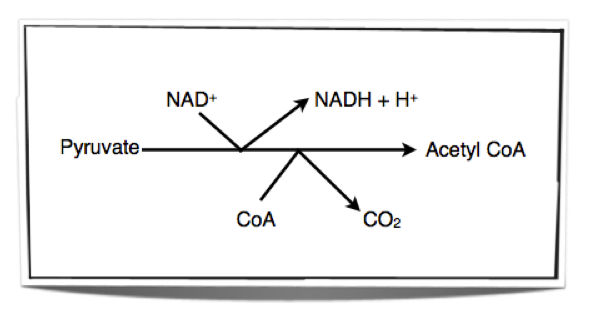 NAD+ NADH + H+
Pyruvate Acetyl CoA
CoA CO₂